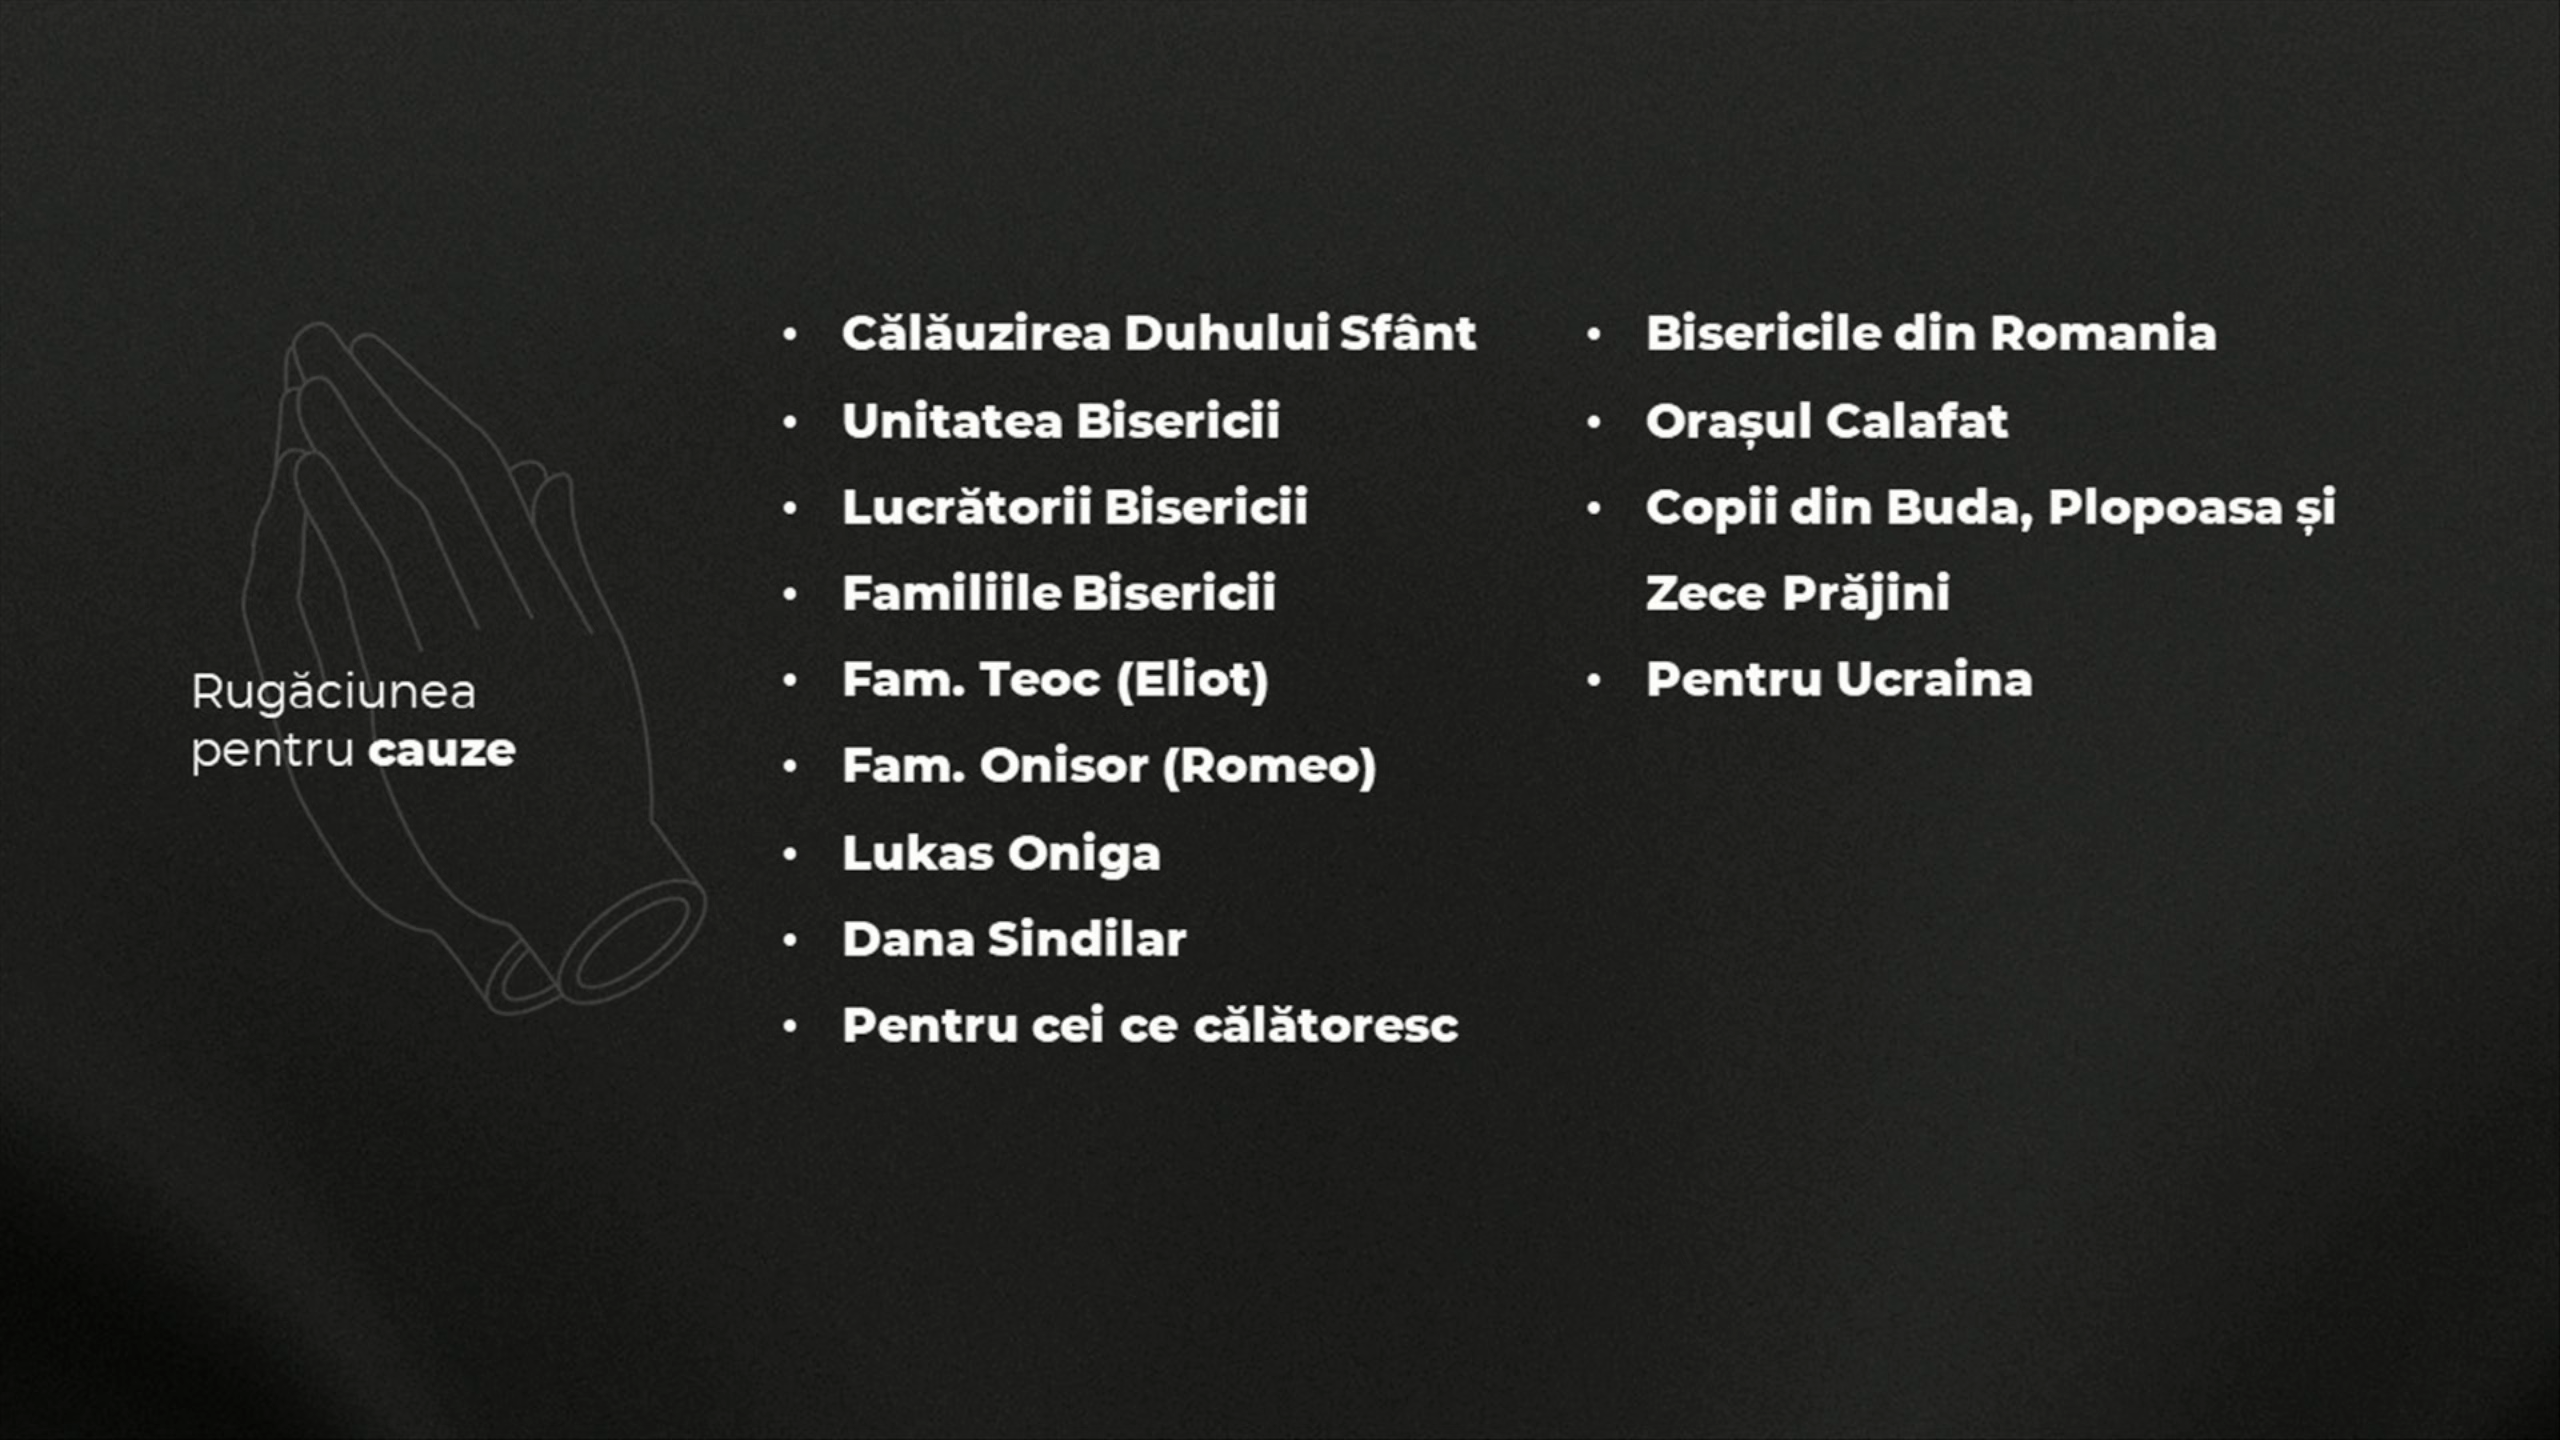 Rugăciunea
pentru cauze
• Călăuzirea Duhului Sfânt
• Unitatea Bisericii
• Lucrătorii Bisericii
• Familiile Bisericii
• Fam. Teoc (Eliot)
• Fam. Onisor (Romeo)
• Lukas Oniga
• Dana Sindilar
• Pentru cei ce călătoresc
• Bisericile din Romania
• Orașul Calafat
• Copii din Buda, Plopoasa și
Zece Prăjini
• Pentru Ucraina